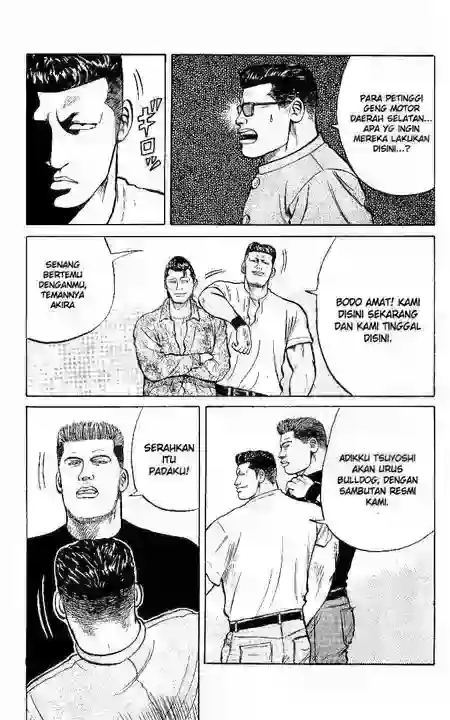 ギロ
PARA PETINGGI
GENG MOTOR
DAERAH SELATAN...
APA YG INGIN
MEREKA LAKUKAN
DISINI...?
SENANG
BERTEMU
DENGANMU,
TEMANNYA
AKIRA
BODO AMAT! KAMI
DISINI SEKARANG
DAN KAMI TINGGAL
DISINI.
SERAHKAN
ITU
PADAKU!
ADIKKU TSUYOSHI
AKAN URUS
BULLDOG, DENGAN
SAMBUTAN RESMI
KAMI.